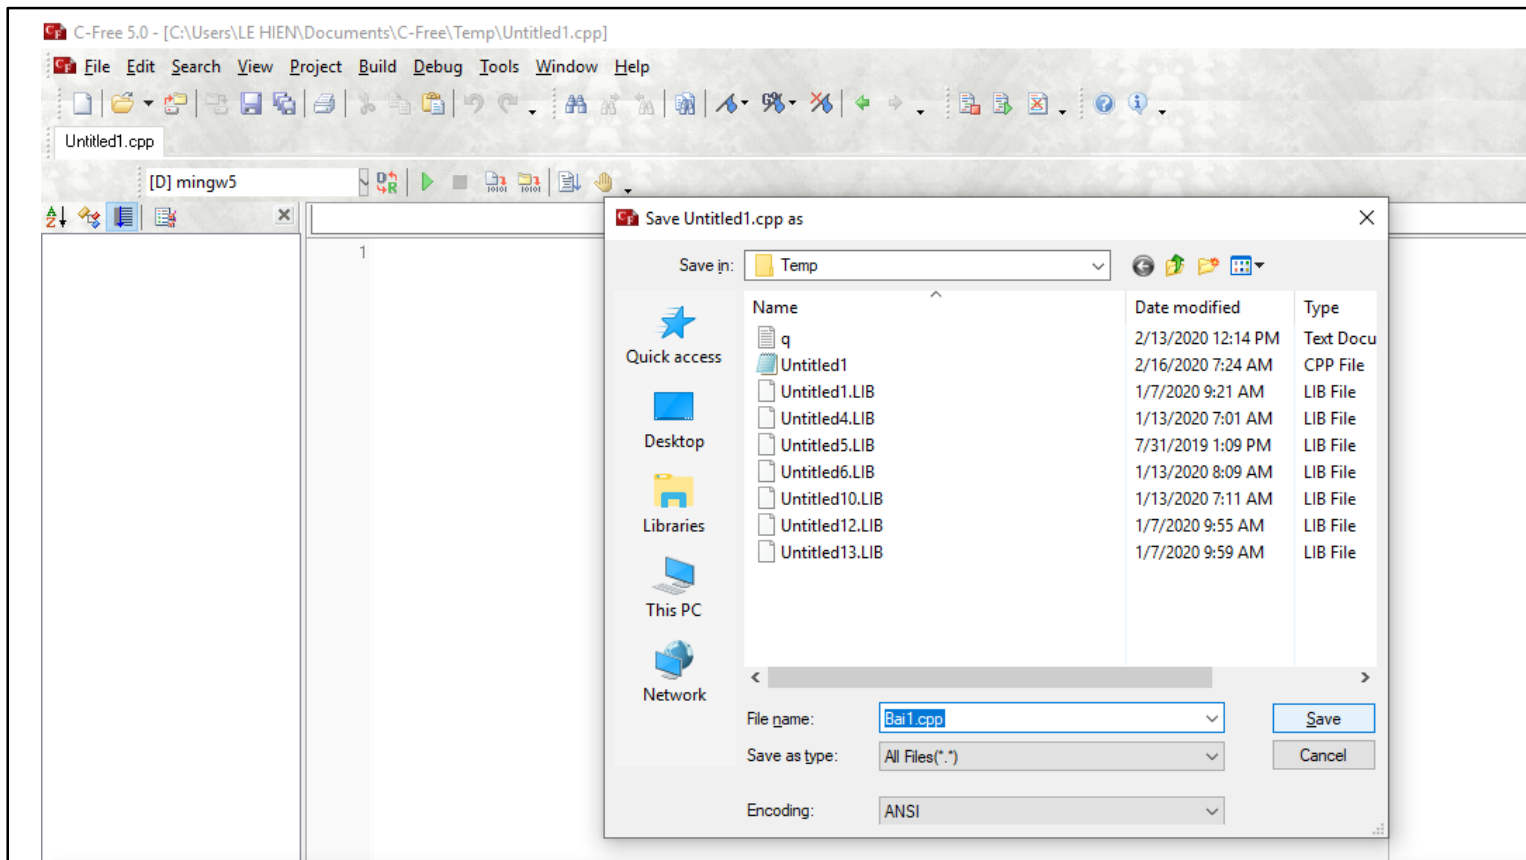 C-Free 5.0 - [C:\Users\LE HIEN\Documents\C-Free\Temp\Untitled1.cpp]
File Edit Search View Project Build Debug Tools Window Help
Untitled1.cpp
[D] mingw5
Save Untitled1.cpp as
1
Save in: Temp
Name Date modified Type
q 2/13/2020 12:14 PM Text Docu
Untitled1 2/16/2020 7:24 AM CPP File
Untitled1.LIB 1/7/2020 9:21 AM LIB File
Untitled4.LIB 1/13/2020 7:01 AM LIB File
Untitled5.LIB 7/31/2019 1:09 PM LIB File
Untitled6.LIB 1/13/2020 8:09 AM LIB File
Untitled10.LIB 1/13/2020 7:11 AM LIB File
Untitled12.LIB 1/7/2020 9:55 AM LIB File
Untitled13.LIB 1/7/2020 9:59 AM LIB File
Quick access
Desktop
Libraries
This PC
Network
File name: Bai1.cpp Save
Save as type: All Files(*.*) Cancel
Encoding: ANSI